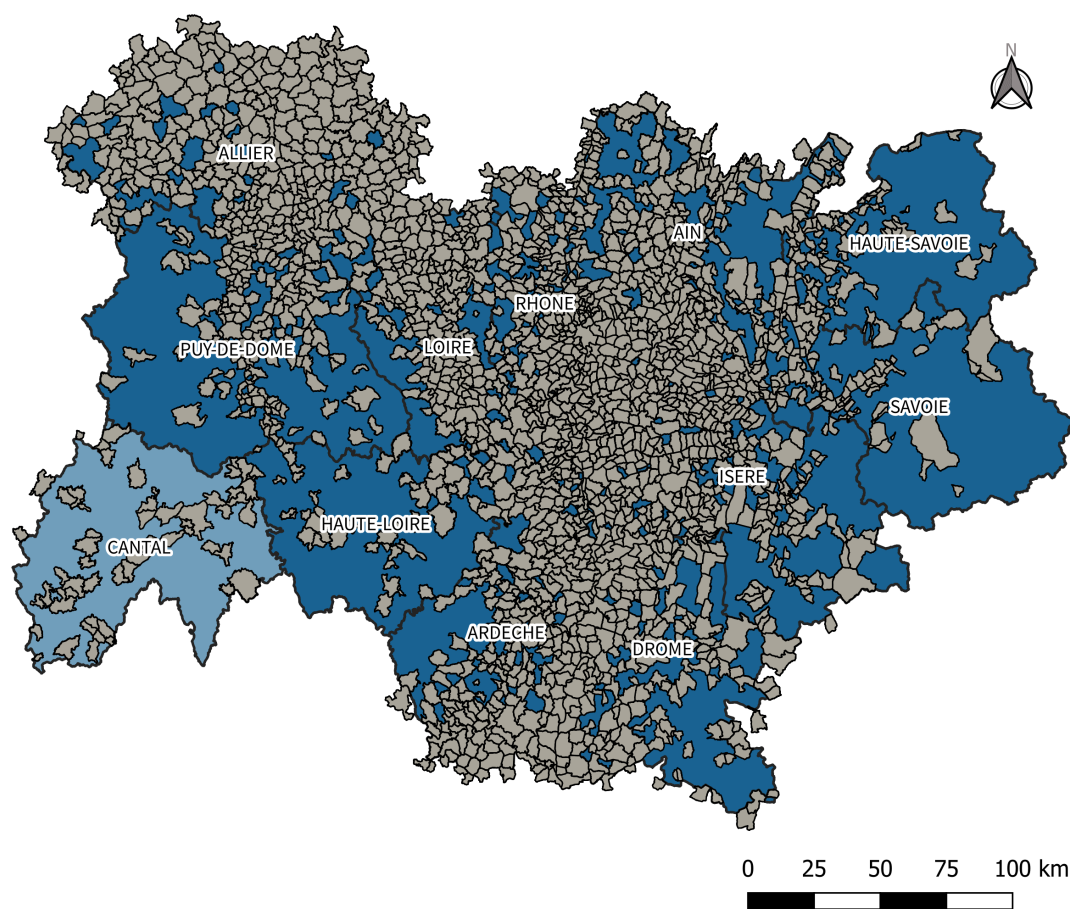 N
ALLIER
AIN
HAUTE-SAVOIE
RHONE
PUY-DE-DOME
LOIRE
SAVOIE
ISERE
HAUTE-LOIRE
CANTAL
ARDECHE
DROME
0 25 50 75 100 km